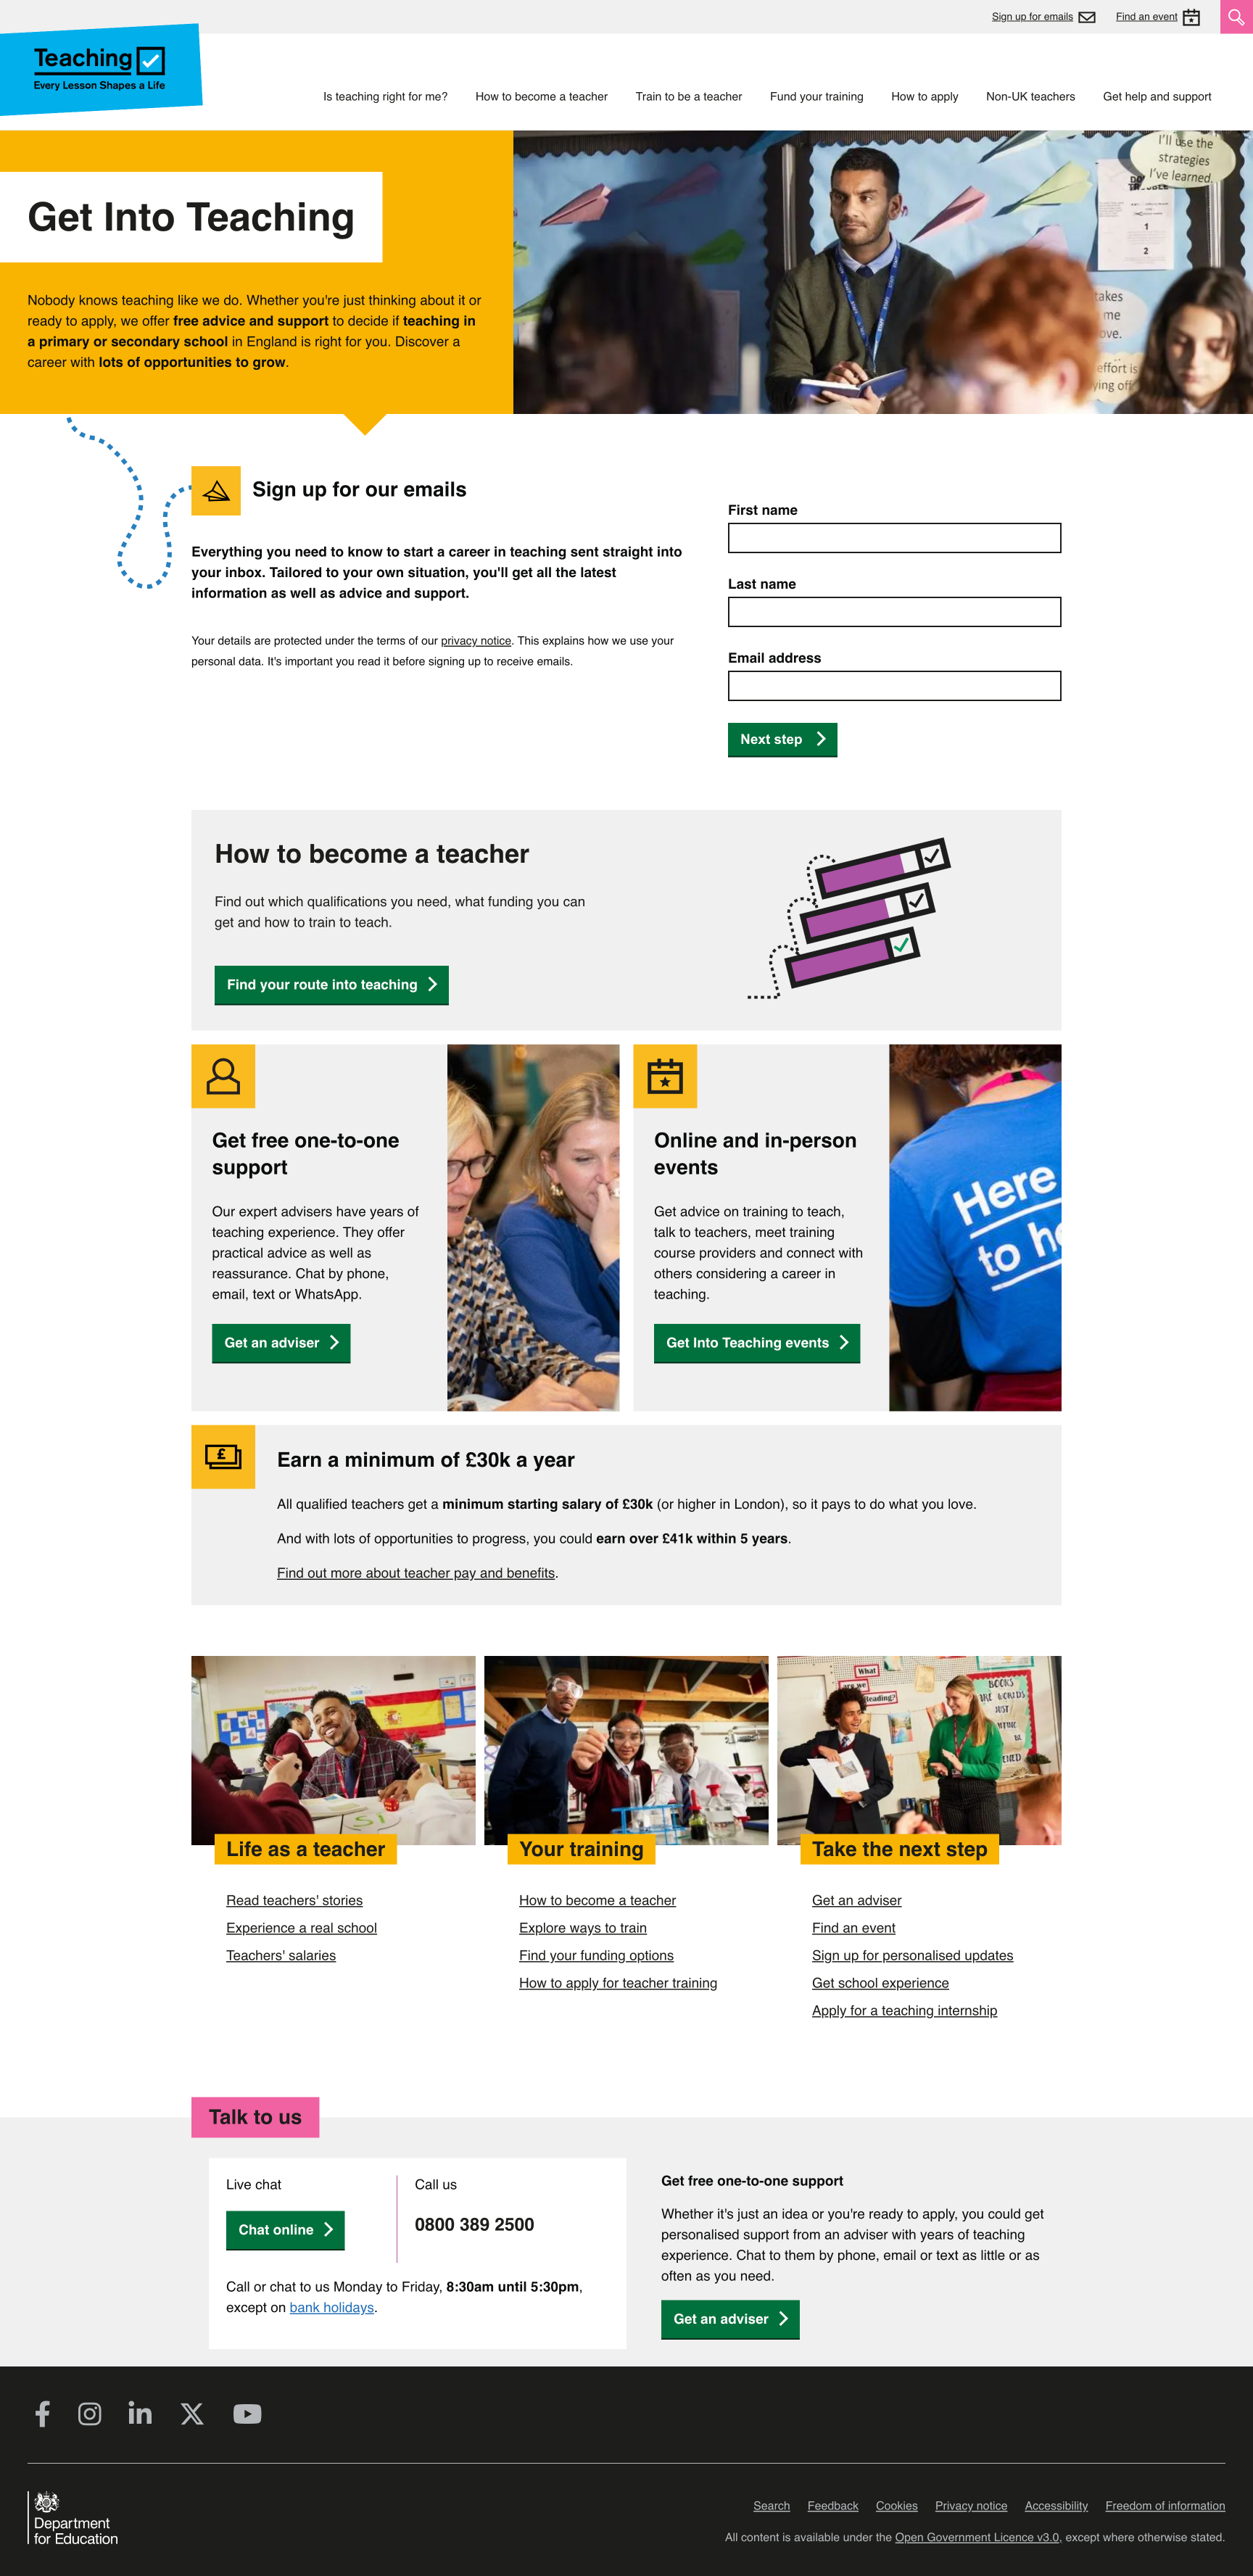 Sign up for emails
Find an event
Teaching
Every Lesson Shapes a Life
Is teaching right for me?
How to become a teacher
Train to be a teacher
Fund your training
How to apply
Non-UK teachers
Get help and support
Get Into Teaching
Nobody knows teaching like we do. Whether you're just thinking about it or
ready to apply, we offer free advice and support to decide if teaching in
a primary or secondary school in England is right for you. Discover a
career with lots of opportunities to grow.
I'll use the
strategies
I've learned.
1
2
takes
me
ove.
effort is
ying off
Sign up for our emails
Everything you need to know to start a career in teaching sent straight into
your inbox. Tailored to your own situation, you'll get all the latest
information as well as advice and support.
Your details are protected under the terms of our privacy notice. This explains how we use your
personal data. It's important you read it before signing up to receive emails.
First name
Last name
Email address
Next step
How to become a teacher
Find out which qualifications you need, what funding you can
get and how to train to teach.
Find your route into teaching
Get free one-to-one
support
Our expert advisers have years of
teaching experience. They offer
practical advice as well as
reassurance. Chat by phone,
email, text or WhatsApp.
Get an adviser
Online and in-person
events
Get advice on training to teach,
talk to teachers, meet training
course providers and connect with
others considering a career in
teaching.
Get Into Teaching events
Here
to he
£
Earn a minimum of £30k a year
All qualified teachers get a minimum starting salary of £30k (or higher in London), so it pays to do what you love.
And with lots of opportunities to progress, you could earn over £41k within 5 years.
Find out more about teacher pay and benefits.
What
are we
Reading?
BOOKS
Life as a teacher
Read teachers' stories
Experience a real school
Teachers' salaries
Your training
How to become a teacher
Explore ways to train
Find your funding options
How to apply for teacher training
Take the next step
Get an adviser
Find an event
Sign up for personalised updates
Get school experience
Apply for a teaching internship
Talk to us
Live chat
Chat online
Call us
0800 389 2500
Call or chat to us Monday to Friday, 8:30am until 5:30pm,
except on bank holidays.
Get free one-to-one support
Whether it's just an idea or you're ready to apply, you could get
personalised support from an adviser with years of teaching
experience. Chat to them by phone, email or text as little or as
often as you need.
Get an adviser
Department
for Education
Search
Feedback
Cookies
Privacy notice
Accessibility
Freedom of information
All content is available under the Open Government Licence v3.0, except where otherwise stated.